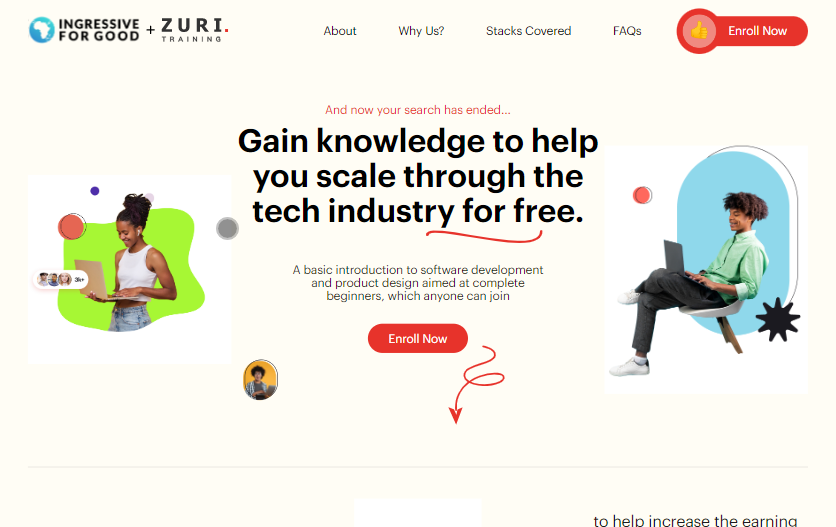 INGRESSIVE
FOR GOOD
+
ZURI.
TRAINING
About
Why Us?
Stacks Covered
FAQs
Enroll Now
And now your search has ended...
Gain knowledge to help
you scale through the
tech industry for free.
A basic introduction to software development
and product design aimed at complete
beginners, which anyone can join
3k+
Enroll Now
to help increase the earning